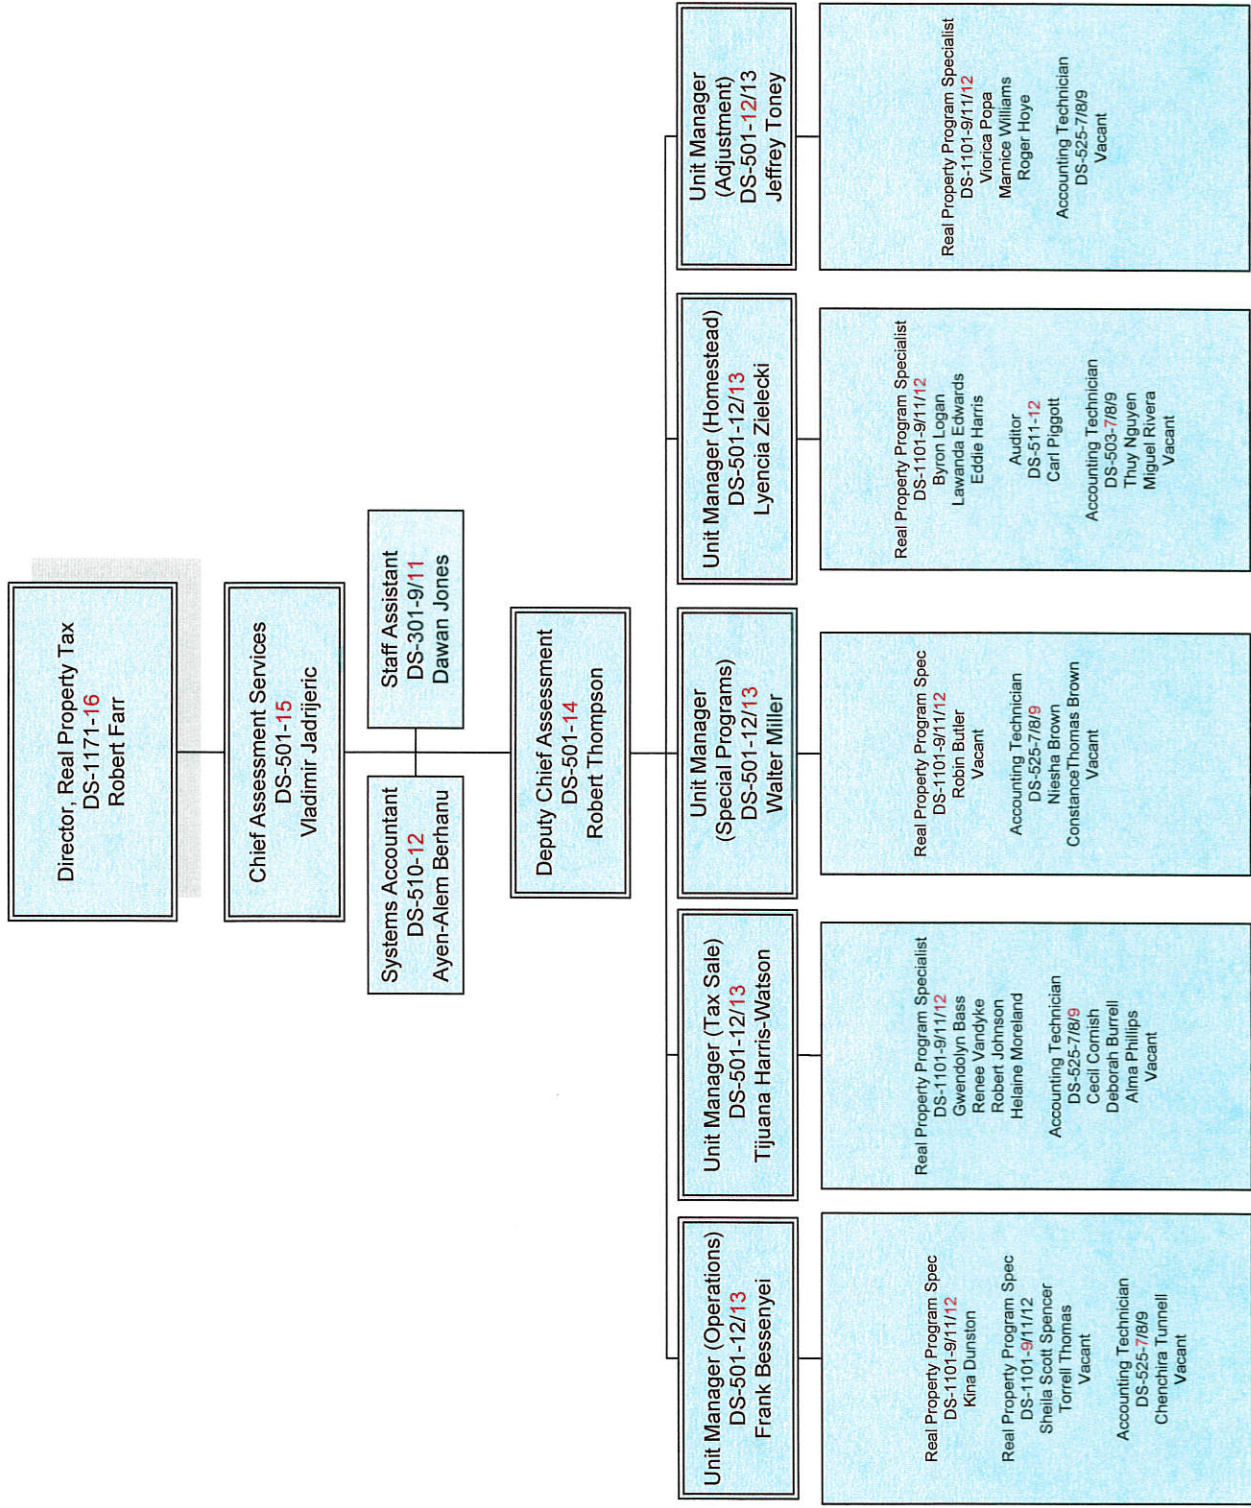 Director, Real Property Tax
DS-1171-16
Robert Farr
Chief Assessment Services
DS-501-15
Vladimir Jadrijeric
Systems Accountant
DS-510-12
Ayen-Alem Berhanu
Staff Assistant
DS-301-9/11
Dawan Jones
Deputy Chief Assessment
DS-501-14
Robert Thompson
Unit Manager (Operations)
DS-501-12/13
Frank Bessenyei
Unit Manager (Tax Sale)
DS-501-12/13
Tijuana Harris-Watson
Unit Manager
(Special Programs)
DS-501-12/13
Walter Miller
Unit Manager (Homestead)
DS-501-12/13
Lyencia Zielecki
Unit Manager
(Adjustment)
DS-501-12/13
Jeffrey Toney
Real Property Program Spec
DS-1101-9/11/12
Kina Dunston
Real Property Program Spec
DS-1101-9/11/12
Sheila Scott Spencer
Torrell Thomas
Vacant
Accounting Technician
DS-525-7/8/9
Chenchira Tunnell
Vacant
Real Property Program Specialist
DS-1101-9/11/12
Gwendolyn Bass
Renee Vandyke
Robert Johnson
Helaine Moreland
Accounting Technician
DS-525-7/8/9
Cecil Cornish
Deborah Burrell
Alma Phillips
Vacant
Real Property Program Spec
DS-1101-9/11/12
Robin Butler
Vacant
Accounting Technician
DS-525-7/8/9
Niesha Brown
ConstanceThomas Brown
Vacant
Real Property Program Specialist
DS-1101-9/11/12
Byron Logan
Lawanda Edwards
Eddie Harris
Auditor
DS-511-12
Carl Piggott
Accounting Technician
DS-503-7/8/9
Thuy Nguyen
Miguel Rivera
Vacant
Real Property Program Specialist
DS-1101-9/11/12
Viorica Popa
Marnice Williams
Roger Hoye
Accounting Technician
DS-525-7/8/9
Vacant